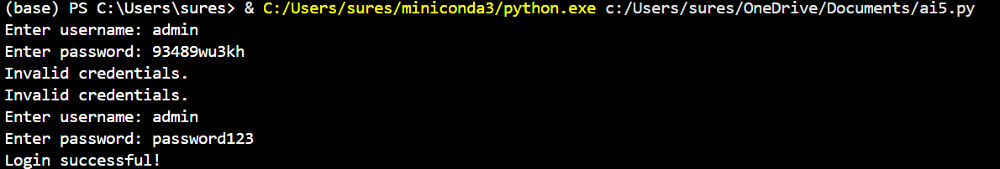 (base) PS C:\Users\sures> & C:/Users/sures/miniconda3/python.exe c:/Users/sures/OneDrive/Documents/ai5.py
Enter username: admin
Enter password: 93489wu3kh
Invalid credentials.
Invalid credentials.
Enter username: admin
Enter password: password123
Login successful!